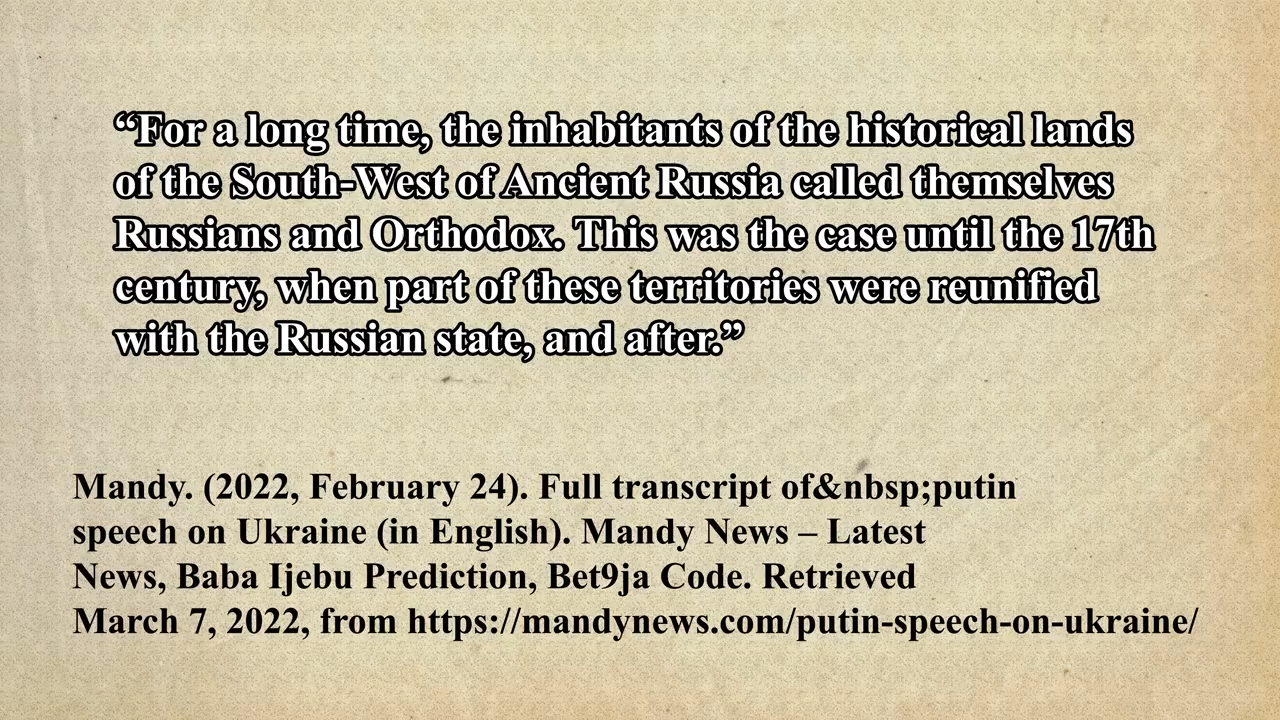 “For a long time, the inhabitants of the historical lands
of the South-West of Ancient Russia called themselves
Russians and Orthodox. This was the case until the 17th
century, when part of these territories were reunified
with the Russian state, and after.”
Mandy. (2022, February 24). Full transcript of&nbsp;putin
speech on Ukraine (in English). Mandy News – Latest
News, Baba Ijebu Prediction, Bet9ja Code. Retrieved
March 7, 2022, from https://mandynews.com/putin-speech-on-ukraine/